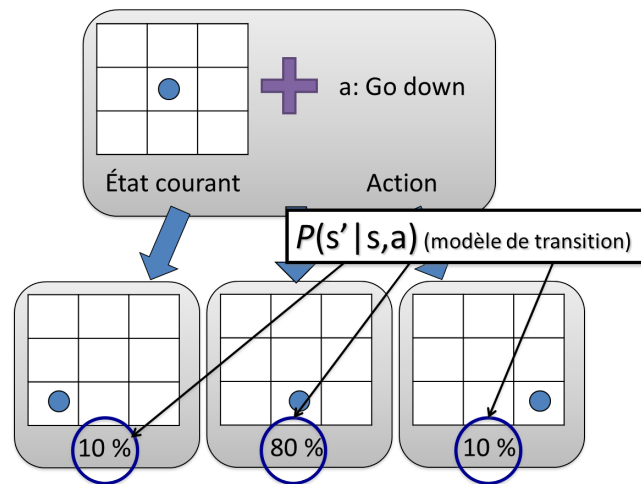 a: Go down
État courant
Action
P(s'|s,a) (modèle de transition)
10 %
80 %
10 %